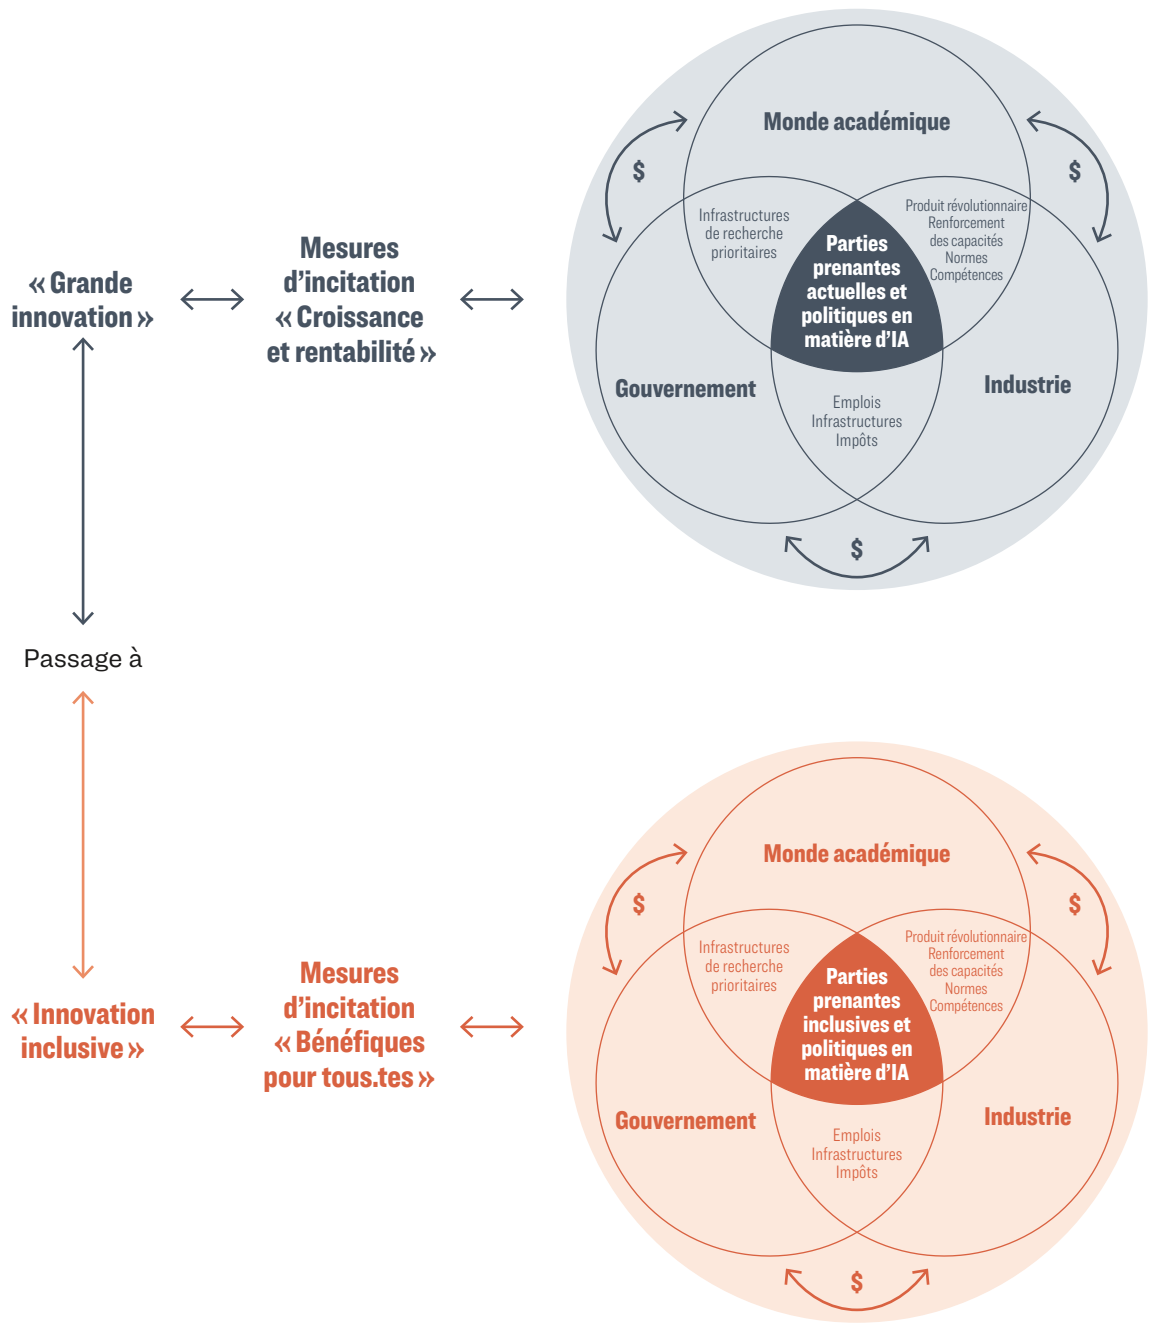 « Grande
innovation »
Mesures
d’incitation
« Croissance
et rentabilité »
Monde académique
$
$
Infrastructures
de recherche
prioritaires
Produit révolutionnaire
Renforcement
des capacités
Normes
Compétences
Parties
prenantes
actuelles et
politiques en
matière d’IA
Gouvernement
Industrie
Emplois
Infrastructures
Impôts
$
Passage à
« Innovation
inclusive »
Mesures
d’incitation
« Bénéfiques
pour tous.tes »
Monde académique
$
$
Infrastructures
de recherche
prioritaires
Produit révolutionnaire
Renforcement
des capacités
Normes
Compétences
Parties
prenantes
inclusives et
politiques en
matière d’IA
Gouvernement
Industrie
Emplois
Infrastructures
Impôts
$